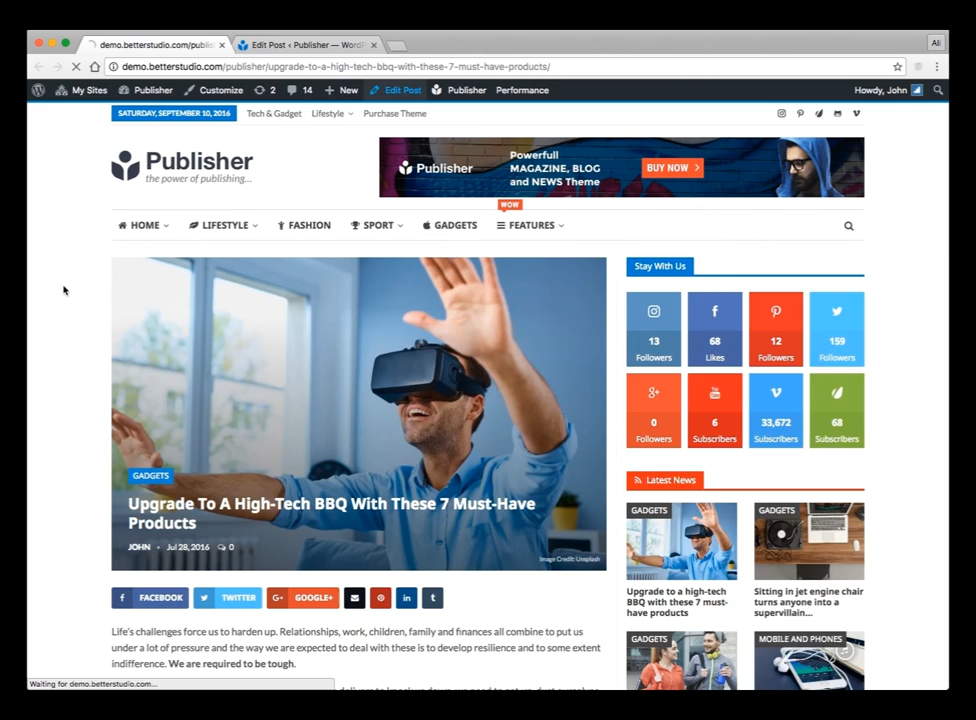 demo.betterstudio.com/publis
Edit Post ‹ Publisher — WordP
Ali
demo.betterstudio.com/publisher/upgrade-to-a-high-tech-bbq-with-these-7-must-have-products/
My Sites Publisher Customize 2 14 + New Edit Post Publisher Performance Howdy, John
SATURDAY, SEPTEMBER 10, 2016 Tech & Gadget Lifestyle Purchase Theme
Publisher
the power of publishing...
Publisher
Powerfull
MAGAZINE, BLOG
and NEWS Theme
BUY NOW
WOW
HOME LIFESTYLE FASHION SPORT GADGETS FEATURES
GADGETS
Upgrade To A High-Tech BBQ With These 7 Must-Have
Products
JOHN • Jul 28, 2016 0
Image Credit: Unsplash
FACEBOOK TWITTER GOOGLE+
Life's challenges force us to harden up. Relationships, work, children, family and finances all combine to put us
under a lot of pressure and the way we are expected to deal with these is to develop resilience and to some extent
indifference. We are required to be tough.
Waiting for demo.betterstudio.com...
Stay With Us
13 68 12 159
Followers Likes Followers Followers
0 6 33,672 68
Followers Subscribers Subscribers Subscribers
Latest News
GADGETS
Upgrade to a high-tech
BBQ with these 7 must-
have products
GADGETS
Sitting in jet engine chair
turns anyone into a
supervillain...
GADGETS
MOBILE AND PHONES